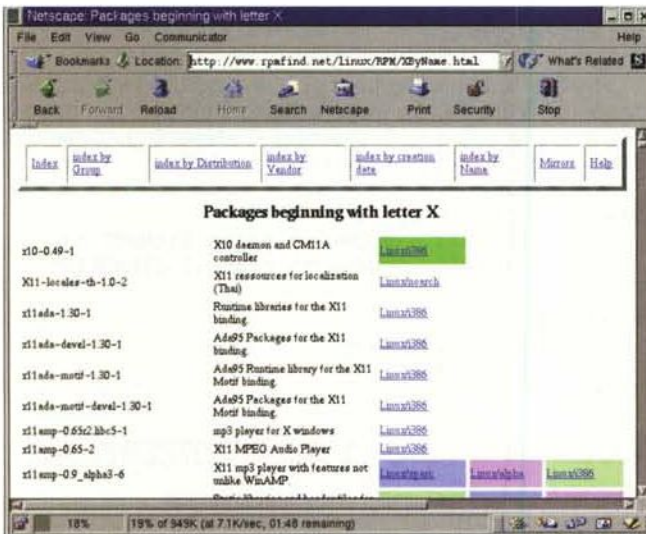 Netscape: Packages beginning with letter X
File Edit View Go Communicator Help
Bookmarks Location: http://www.rpmfind.net/linux/RPM/XByName.html What's Related
Back Forward Reload Home Search Netscape Print Security Stop
Index index by Group index by Distribution index by Vendor index by creation date index by Name Mirrors Help
Packages beginning with letter X
x10-0.49-1 X10 daemon and CM11A controller Linux/i386
X11-locales-th-1.0-2 X11 ressources for localization (Thai) Linux/noarch
x11ada-1.30-1 Runtime libraries for the X11 binding. Linux/i386
x11ada-devel-1.30-1 Ada95 Packages for the X11 binding. Linux/i386
x11ada-motif-1.30-1 Ada95 Runtime library for the X11 Motif binding. Linux/i386
x11ada-motif-devel-1.30-1 Ada95 Packages for the X11 Motif binding. Linux/i386
x11amp-0.65r2.libc5-1 mp3 player for X windows Linux/i386
x11amp-0.65-2 X11 MPEG Audio Player Linux/i386
x11amp-0.9_alpha3-6 X11 mp3 player with features not unlike WinAMP. Linux/sparc Linux/alpha Linux/i386
18% 19% of 949K (at 7.1K/sec, 01:48 remaining)